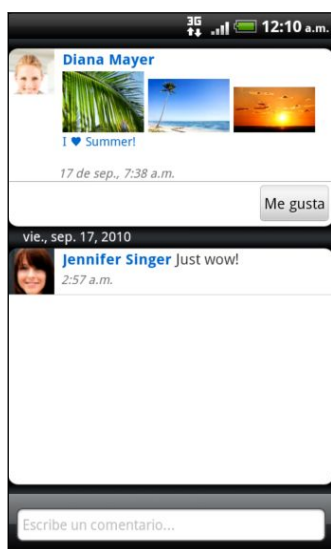 3G 12:10 a.m.
Diana Mayer
I ♥ Summer!
17 de sep., 7:38 a.m.
Me gusta
vie., sep. 17, 2010
Jennifer Singer Just wow!
2:57 a.m.
Escribe un comentario...